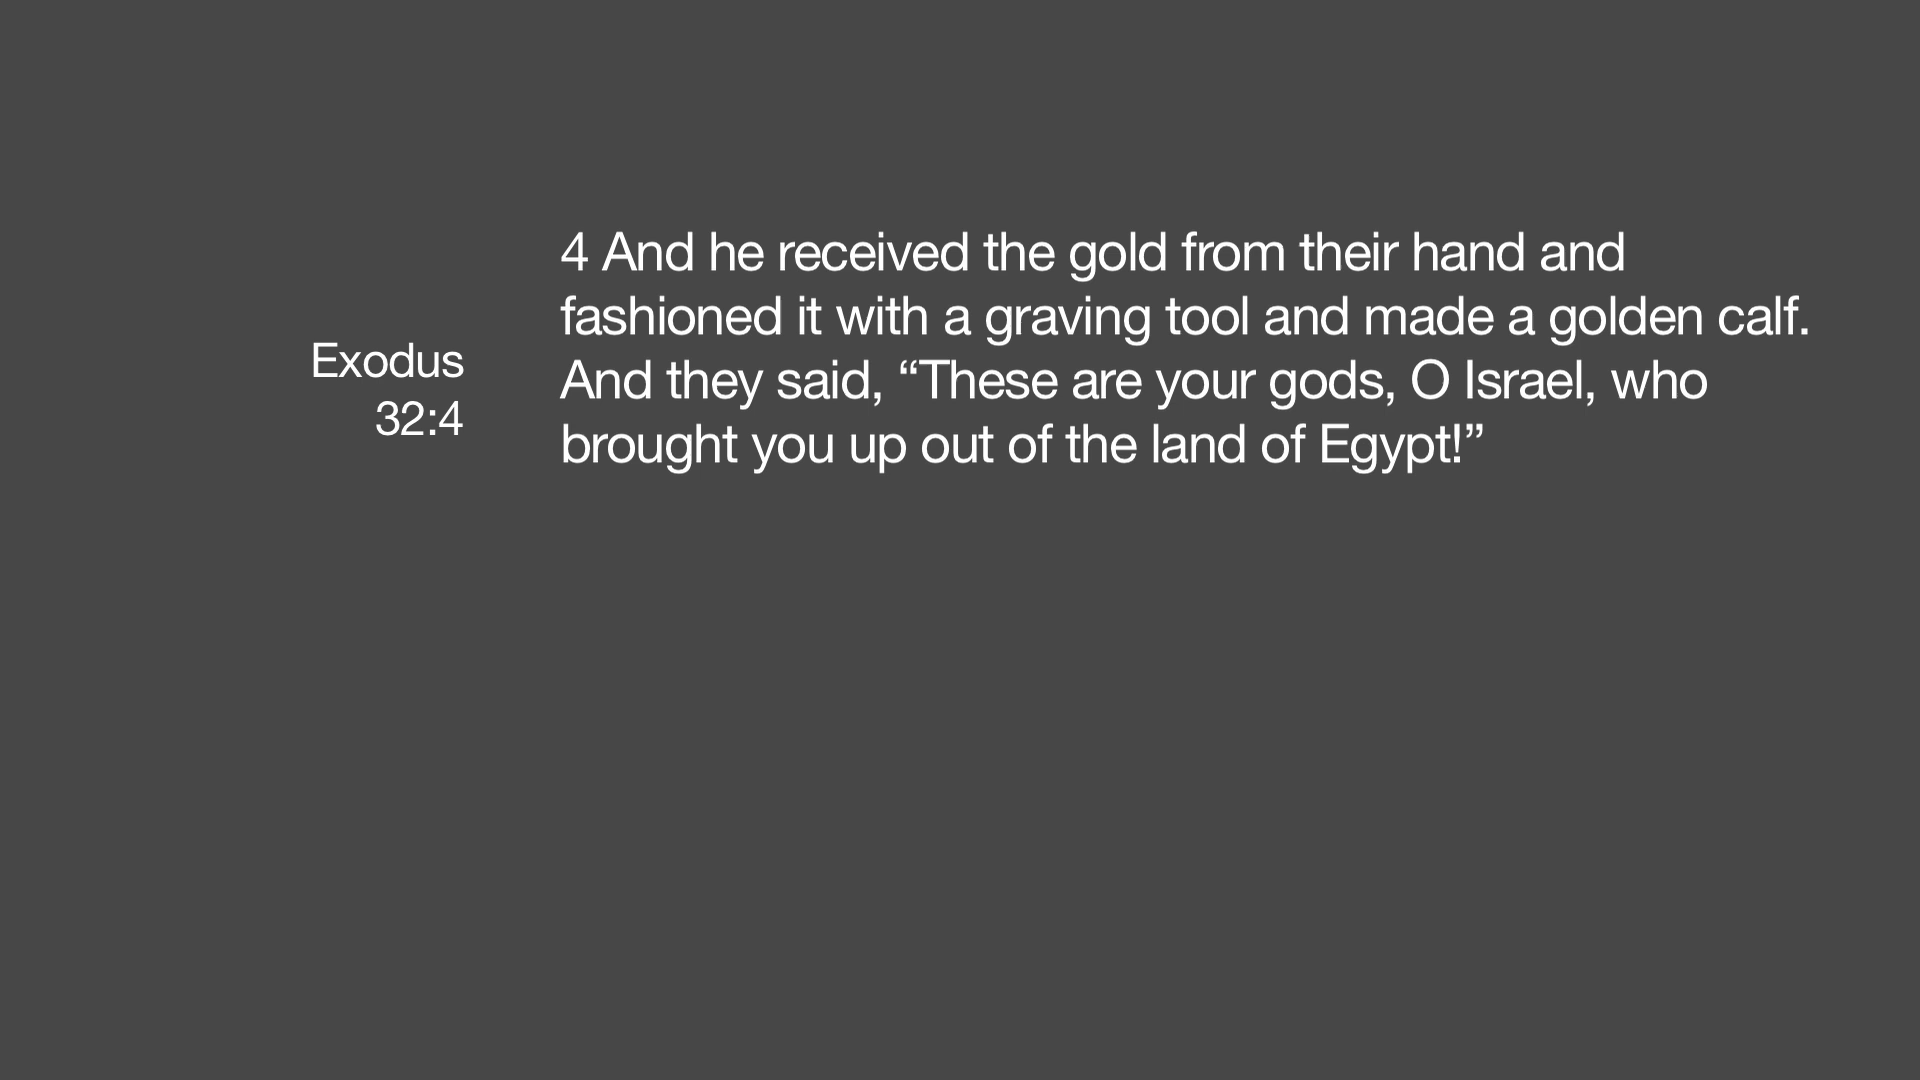 Exodus
32:4
4 And he received the gold from their hand and
fashioned it with a graving tool and made a golden calf.
And they said, “These are your gods, O Israel, who
brought you up out of the land of Egypt!”